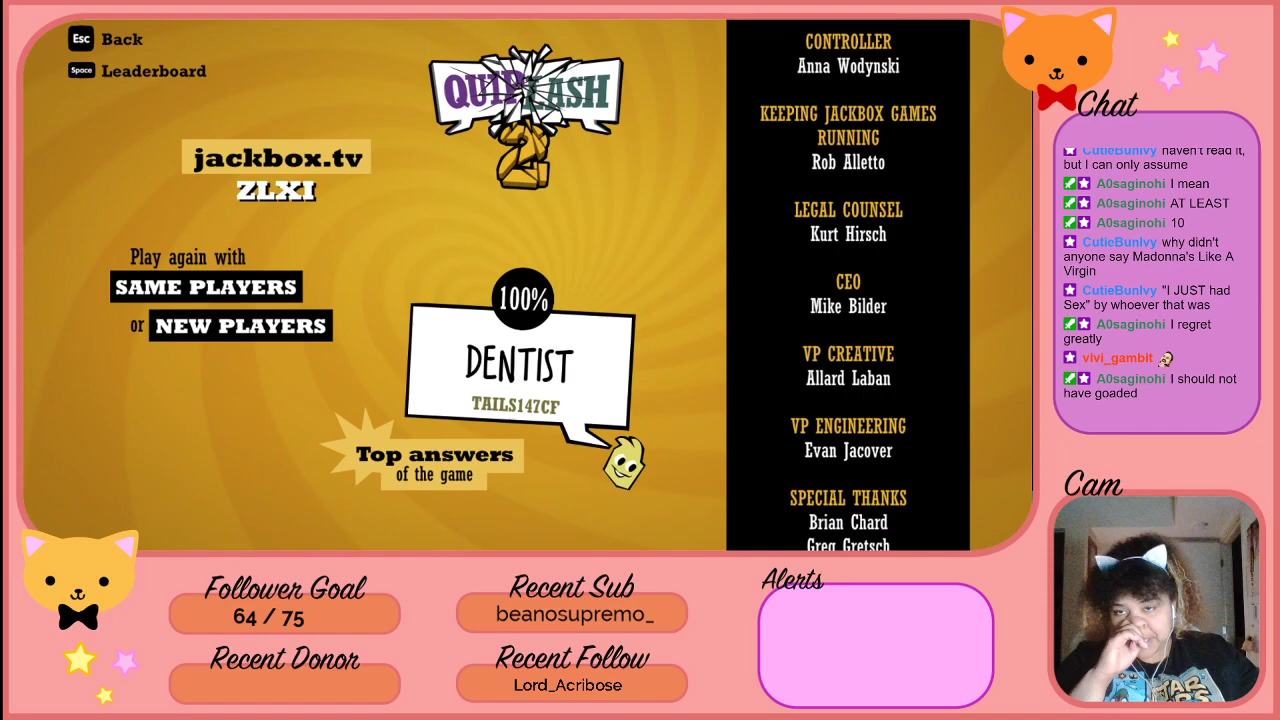 Esc Back
Space Leaderboard
QUIPLASH
2
jackbox.tv
ZLXI
Play again with
SAME PLAYERS
or NEW PLAYERS
100%
DENTIST
TAILS147CF
Top answers
of the game
CONTROLLER
Anna Wodynski
KEEPING JACKBOX GAMES
RUNNING
Rob Alletto
LEGAL COUNSEL
Kurt Hirsch
CEO
Mike Bilder
VP CREATIVE
Allard Laban
VP ENGINEERING
Evan Jacover
SPECIAL THANKS
Brian Chard
Greg Gretsch
Chat
CutieBunIvy haven't read it,
but I can only assume
A0saginohi I mean
A0saginohi AT LEAST
A0saginohi 10
CutieBunIvy why didn't
anyone say Madonna's Like A
Virgin
CutieBunIvy "I JUST had
Sex" by whoever that was
A0saginohi I regret
greatly
vivi_gambit
A0saginohi I should not
have goaded
Cam
Follower Goal
64 / 75
Recent Donor
Recent Sub
beanosupremo_
Recent Follow
Lord_Acribose
Alerts